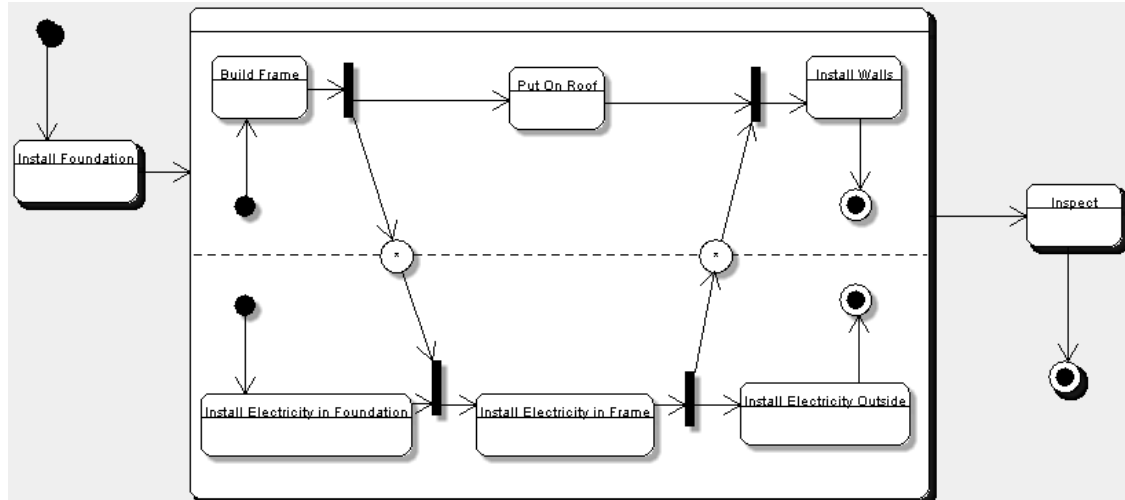 Build Frame
Put On Roof
Install Walls
Install Foundation
Inspect
*
*
Install Electricity in Foundation
Install Electricity in Frame
Install Electricity Outside